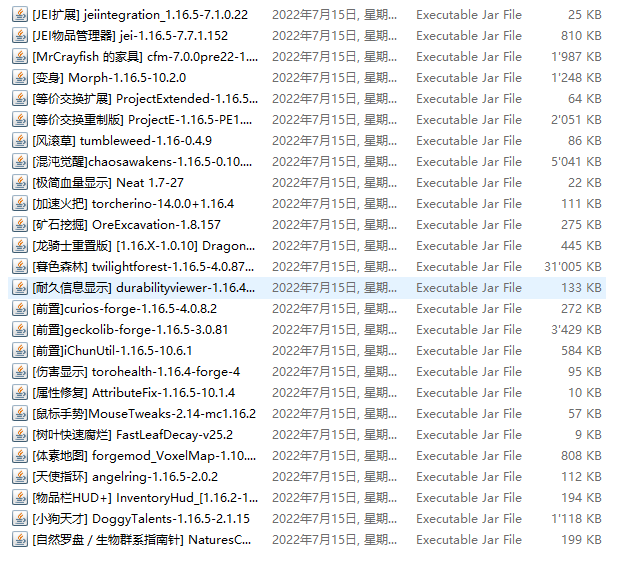 [JEI扩展] jeiintegration_1.16.5-7.1.0.22 2022年7月15日, 星期... Executable Jar File 25 KB
[JEI物品管理器] jei-1.16.5-7.7.1.152 2022年7月15日, 星期... Executable Jar File 810 KB
[MrCrayfish 的家具] cfm-7.0.0pre22-1.... 2022年7月15日, 星期... Executable Jar File 1'987 KB
[变身] Morph-1.16.5-10.2.0 2022年7月15日, 星期... Executable Jar File 1'248 KB
[等价交换扩展] ProjectExtended-1.16.5... 2022年7月15日, 星期... Executable Jar File 64 KB
[等价交换重制版] ProjectE-1.16.5-PE1.... 2022年7月15日, 星期... Executable Jar File 2'051 KB
[风滚草] tumbleweed-1.16-0.4.9 2022年7月15日, 星期... Executable Jar File 86 KB
[混沌觉醒]chaosawakens-1.16.5-0.10.... 2022年7月15日, 星期... Executable Jar File 5'041 KB
[极简血量显示] Neat 1.7-27 2022年7月15日, 星期... Executable Jar File 22 KB
[加速火把] torcherino-14.0.0+1.16.4 2022年7月15日, 星期... Executable Jar File 111 KB
[矿石挖掘] OreExcavation-1.8.157 2022年7月15日, 星期... Executable Jar File 275 KB
[龙骑士重置版] [1.16.X-1.0.10] Dragon... 2022年7月15日, 星期... Executable Jar File 445 KB
[暮色森林] twilightforest-1.16.5-4.0.87... 2022年7月15日, 星期... Executable Jar File 31'005 KB
[耐久信息显示] durabilityviewer-1.16.4... 2022年7月15日, 星期... Executable Jar File 133 KB
[前置]curios-forge-1.16.5-4.0.8.2 2022年7月15日, 星期... Executable Jar File 272 KB
[前置]geckolib-forge-1.16.5-3.0.81 2022年7月15日, 星期... Executable Jar File 3'429 KB
[前置]iChunUtil-1.16.5-10.6.1 2022年7月15日, 星期... Executable Jar File 584 KB
[伤害显示] torohealth-1.16.4-forge-4 2022年7月15日, 星期... Executable Jar File 95 KB
[属性修复] AttributeFix-1.16.5-10.1.4 2022年7月15日, 星期... Executable Jar File 10 KB
[鼠标手势]MouseTweaks-2.14-mc1.16.2 2022年7月15日, 星期... Executable Jar File 57 KB
[树叶快速腐烂] FastLeafDecay-v25.2 2022年7月15日, 星期... Executable Jar File 9 KB
[体素地图] forgemod_VoxelMap-1.10.... 2022年7月15日, 星期... Executable Jar File 808 KB
[天使指环] angelring-1.16.5-2.0.2 2022年7月15日, 星期... Executable Jar File 112 KB
[物品栏HUD+] InventoryHud_[1.16.2-1... 2022年7月15日, 星期... Executable Jar File 194 KB
[小狗天才] DoggyTalents-1.16.5-2.1.15 2022年7月15日, 星期... Executable Jar File 1'118 KB
[自然罗盘 / 生物群系指南针] NaturesC... 2022年7月15日, 星期... Executable Jar File 199 KB